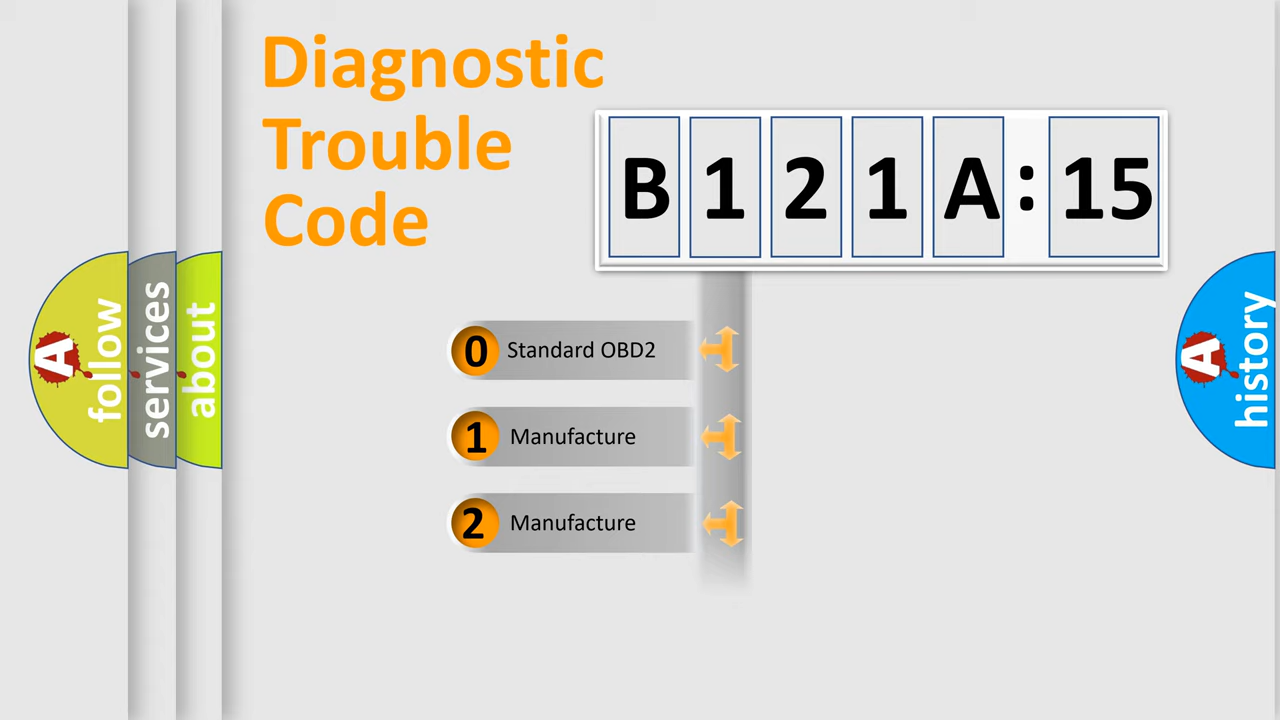 Diagnostic
Trouble
Code
B 1 2 1 A : 15
0 Standard OBD2
1 Manufacture
2 Manufacture
A follow
services
about
A history